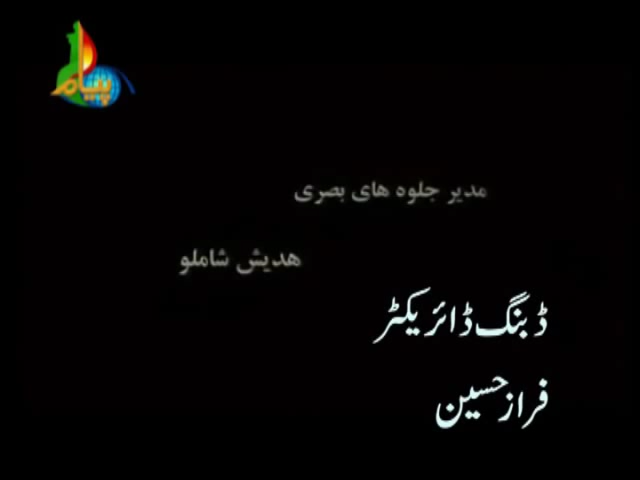 پیام
مدیر جلوه های بصری
هدیش شاملو
ڈبنگ ڈائریکٹر
فراز حسین